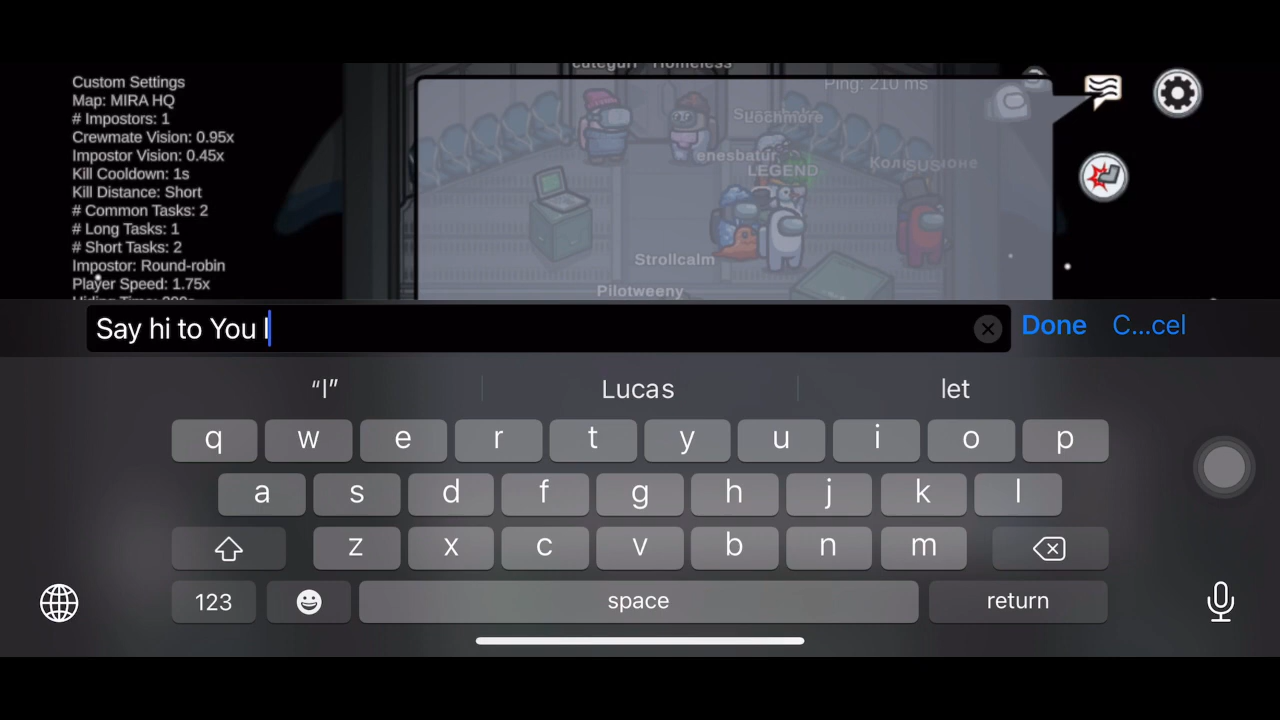 Custom Settings
Map: MIRA HQ
# Impostors: 1
Crewmate Vision: 0.95x
Impostor Vision: 0.45x
Kill Cooldown: 1s
Kill Distance: Short
# Common Tasks: 2
# Long Tasks: 1
# Short Tasks: 2
Impostor: Round-robin
Player Speed: 1.75x
Homeless
Ping: 210 ms
Lochmore
enesbatur
LEGEND
Strollcalm
Pilotweeny
Say hi to You l
Done C...cel
“l” Lucas let
q w e r t y u i o p
a s d f g h j k l
z x c v b n m
123 space return